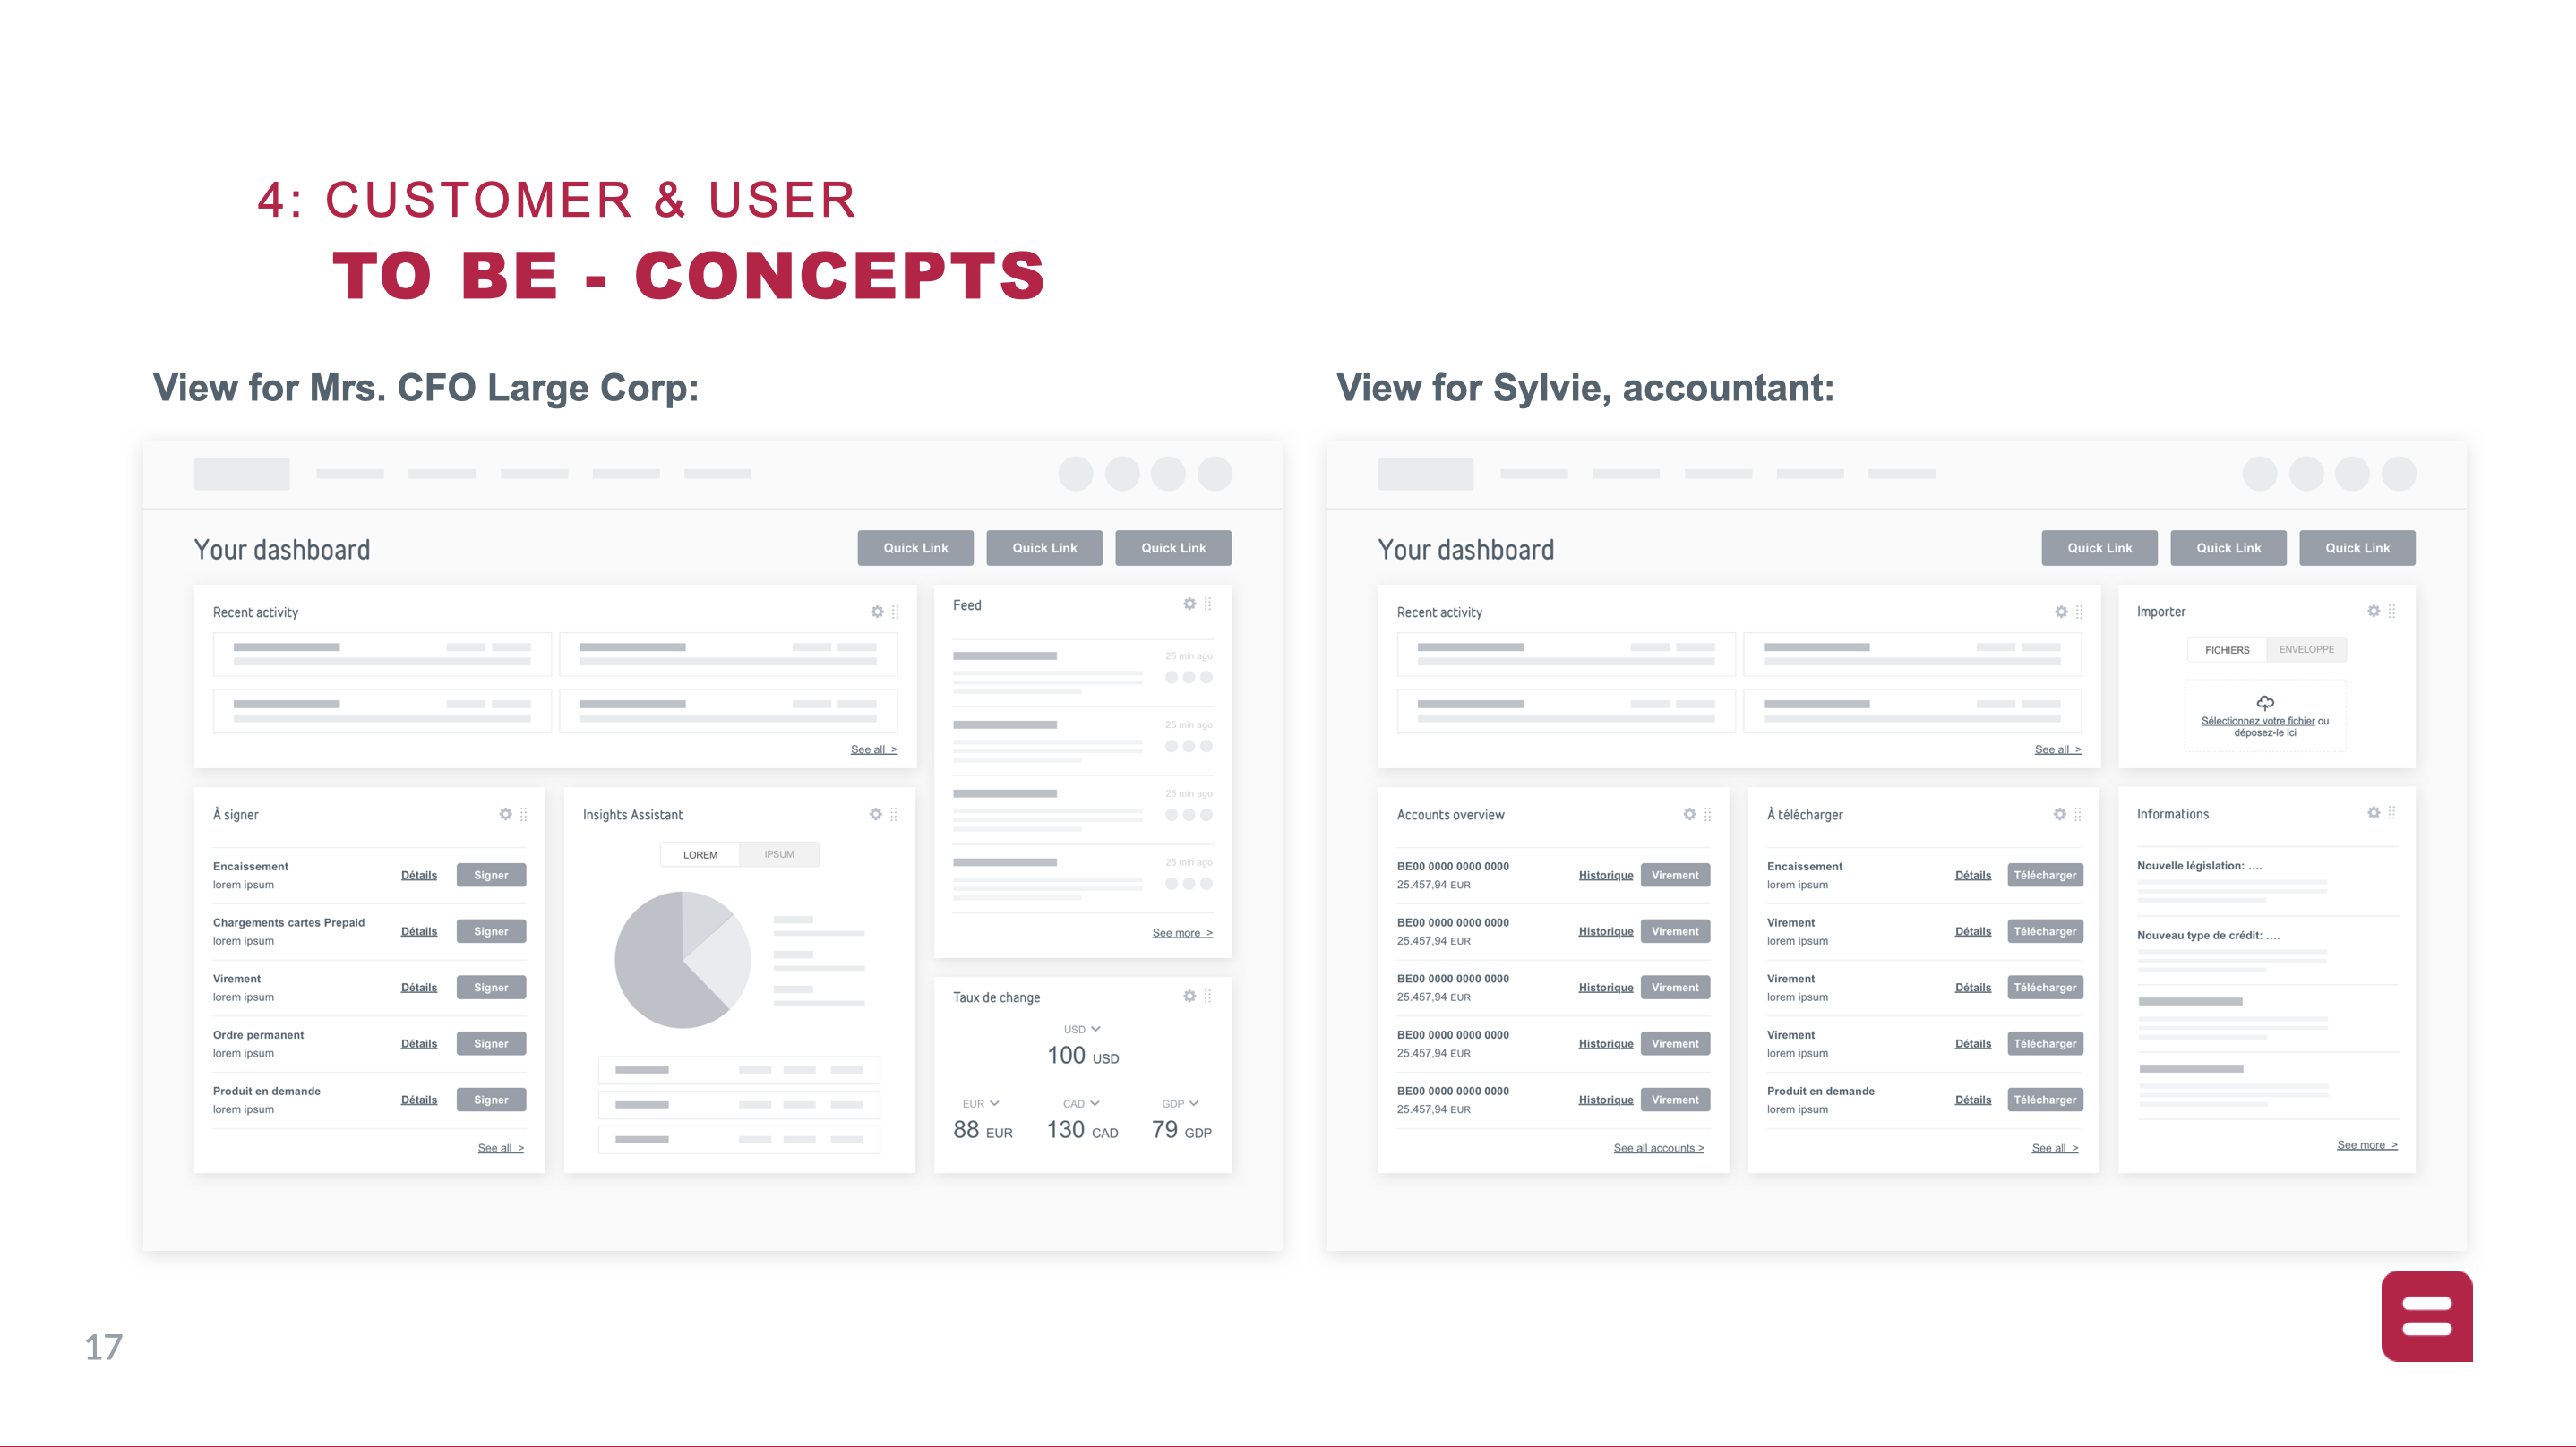 4: CUSTOMER & USER
TO BE - CONCEPTS
View for Mrs. CFO Large Corp:
Your dashboard
Quick Link
Quick Link
Quick Link
Recent activity
See all >
Feed
25 min ago
25 min ago
25 min ago
25 min ago
See more >
À signer
Encaissement
lorem ipsum
Détails
Signer
Chargements cartes Prepaid
lorem ipsum
Détails
Signer
Virement
lorem ipsum
Détails
Signer
Ordre permanent
lorem ipsum
Détails
Signer
Produit en demande
lorem ipsum
Détails
Signer
See all >
Insights Assistant
LOREM
IPSUM
Taux de change
USD
100 USD
EUR
88 EUR
CAD
130 CAD
GDP
79 GDP
View for Sylvie, accountant:
Your dashboard
Quick Link
Quick Link
Quick Link
Recent activity
See all >
Importer
FICHIERS
ENVELOPPE
Sélectionnez votre fichier ou
déposez-le ici
Accounts overview
BE00 0000 0000 0000
25.457,94 EUR
Historique
Virement
BE00 0000 0000 0000
25.457,94 EUR
Historique
Virement
BE00 0000 0000 0000
25.457,94 EUR
Historique
Virement
BE00 0000 0000 0000
25.457,94 EUR
Historique
Virement
BE00 0000 0000 0000
25.457,94 EUR
Historique
Virement
See all accounts >
À télécharger
Encaissement
lorem ipsum
Détails
Télécharger
Virement
lorem ipsum
Détails
Télécharger
Virement
lorem ipsum
Détails
Télécharger
Virement
lorem ipsum
Détails
Télécharger
Produit en demande
lorem ipsum
Détails
Télécharger
See all >
Informations
Nouvelle législation: ....
Nouveau type de crédit: ....
See more >
17